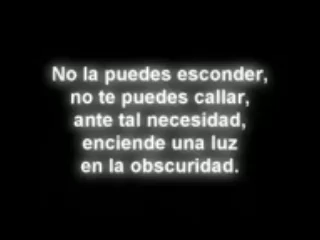 No la puedes esconder,
no te puedes callar,
ante tal necesidad,
enciende una luz
en la obscuridad.